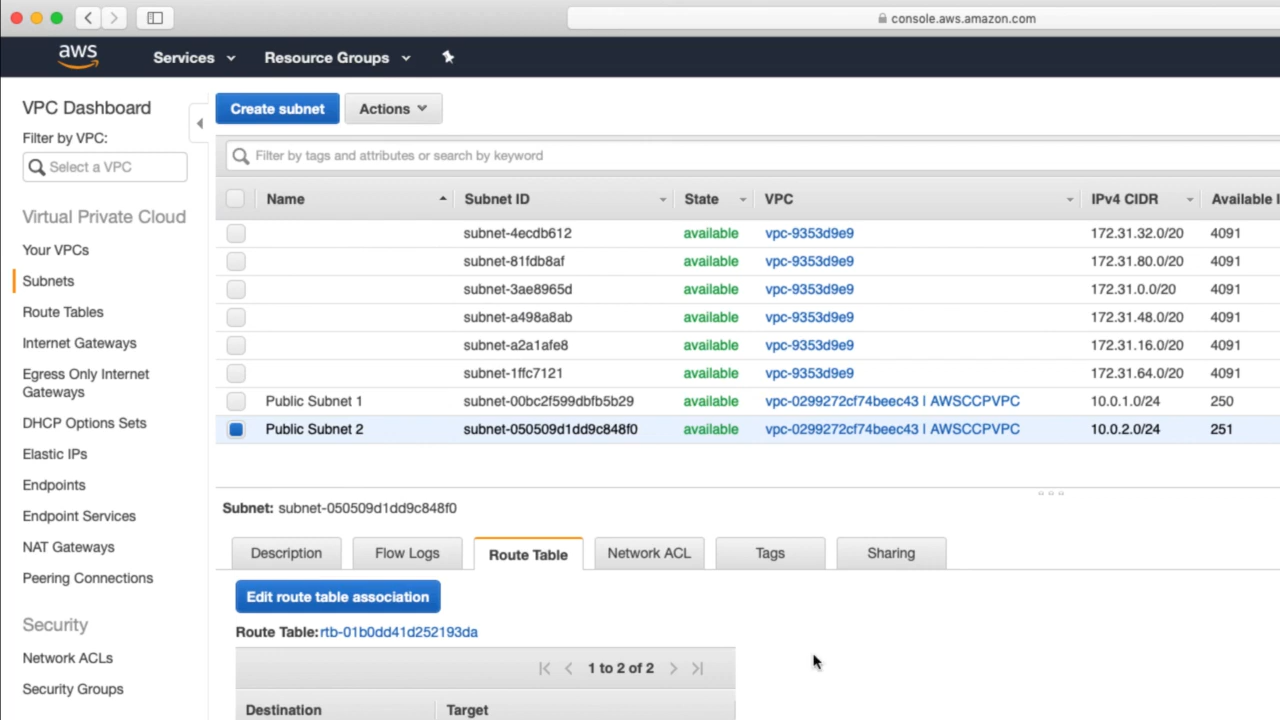 console.aws.amazon.com
aws Services Resource Groups
VPC Dashboard
Filter by VPC:
Select a VPC
Virtual Private Cloud
Your VPCs
Subnets
Route Tables
Internet Gateways
Egress Only Internet
Gateways
DHCP Options Sets
Elastic IPs
Endpoints
Endpoint Services
NAT Gateways
Peering Connections
Security
Network ACLs
Security Groups
Create subnet Actions
Filter by tags and attributes or search by keyword
Name Subnet ID State VPC IPv4 CIDR Available I
subnet-4ecdb612 available vpc-9353d9e9 172.31.32.0/20 4091
subnet-81fdb8af available vpc-9353d9e9 172.31.80.0/20 4091
subnet-3ae8965d available vpc-9353d9e9 172.31.0.0/20 4091
subnet-a498a8ab available vpc-9353d9e9 172.31.48.0/20 4091
subnet-a2a1afe8 available vpc-9353d9e9 172.31.16.0/20 4091
subnet-1ffc7121 available vpc-9353d9e9 172.31.64.0/20 4091
Public Subnet 1 subnet-00bc2f599dbfb5b29 available vpc-0299272cf74beec43 | AWSCCPVPC 10.0.1.0/24 250
Public Subnet 2 subnet-050509d1dd9c848f0 available vpc-0299272cf74beec43 | AWSCCPVPC 10.0.2.0/24 251
Subnet: subnet-050509d1dd9c848f0
Description Flow Logs Route Table Network ACL Tags Sharing
Edit route table association
Route Table: rtb-01b0dd41d252193da
1 to 2 of 2
Destination Target